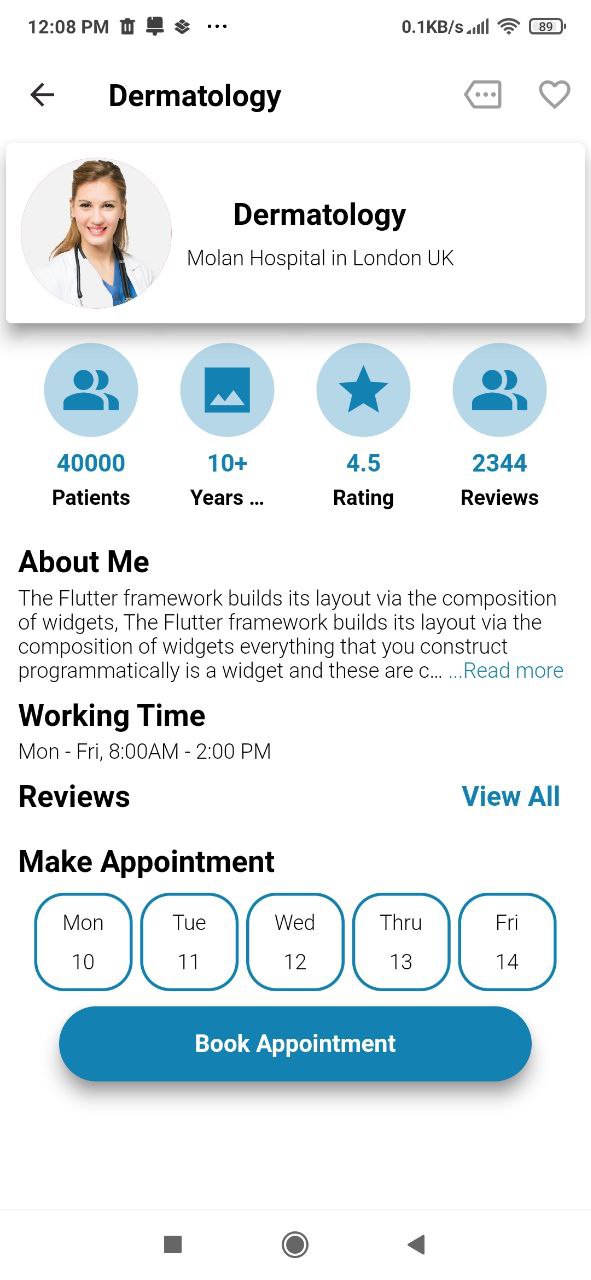 12:08 PM ... 0.1KB/s 89
Dermatology
Dermatology
Molan Hospital in London UK
40000 10+ 4.5 2344
Patients Years ... Rating Reviews
About Me
The Flutter framework builds its layout via the composition
of widgets, The Flutter framework builds its layout via the
composition of widgets everything that you construct
programmatically is a widget and these are c... ...Read more
Working Time
Mon - Fri, 8:00AM - 2:00 PM
Reviews View All
Make Appointment
Mon Tue Wed Thru Fri
10 11 12 13 14
Book Appointment